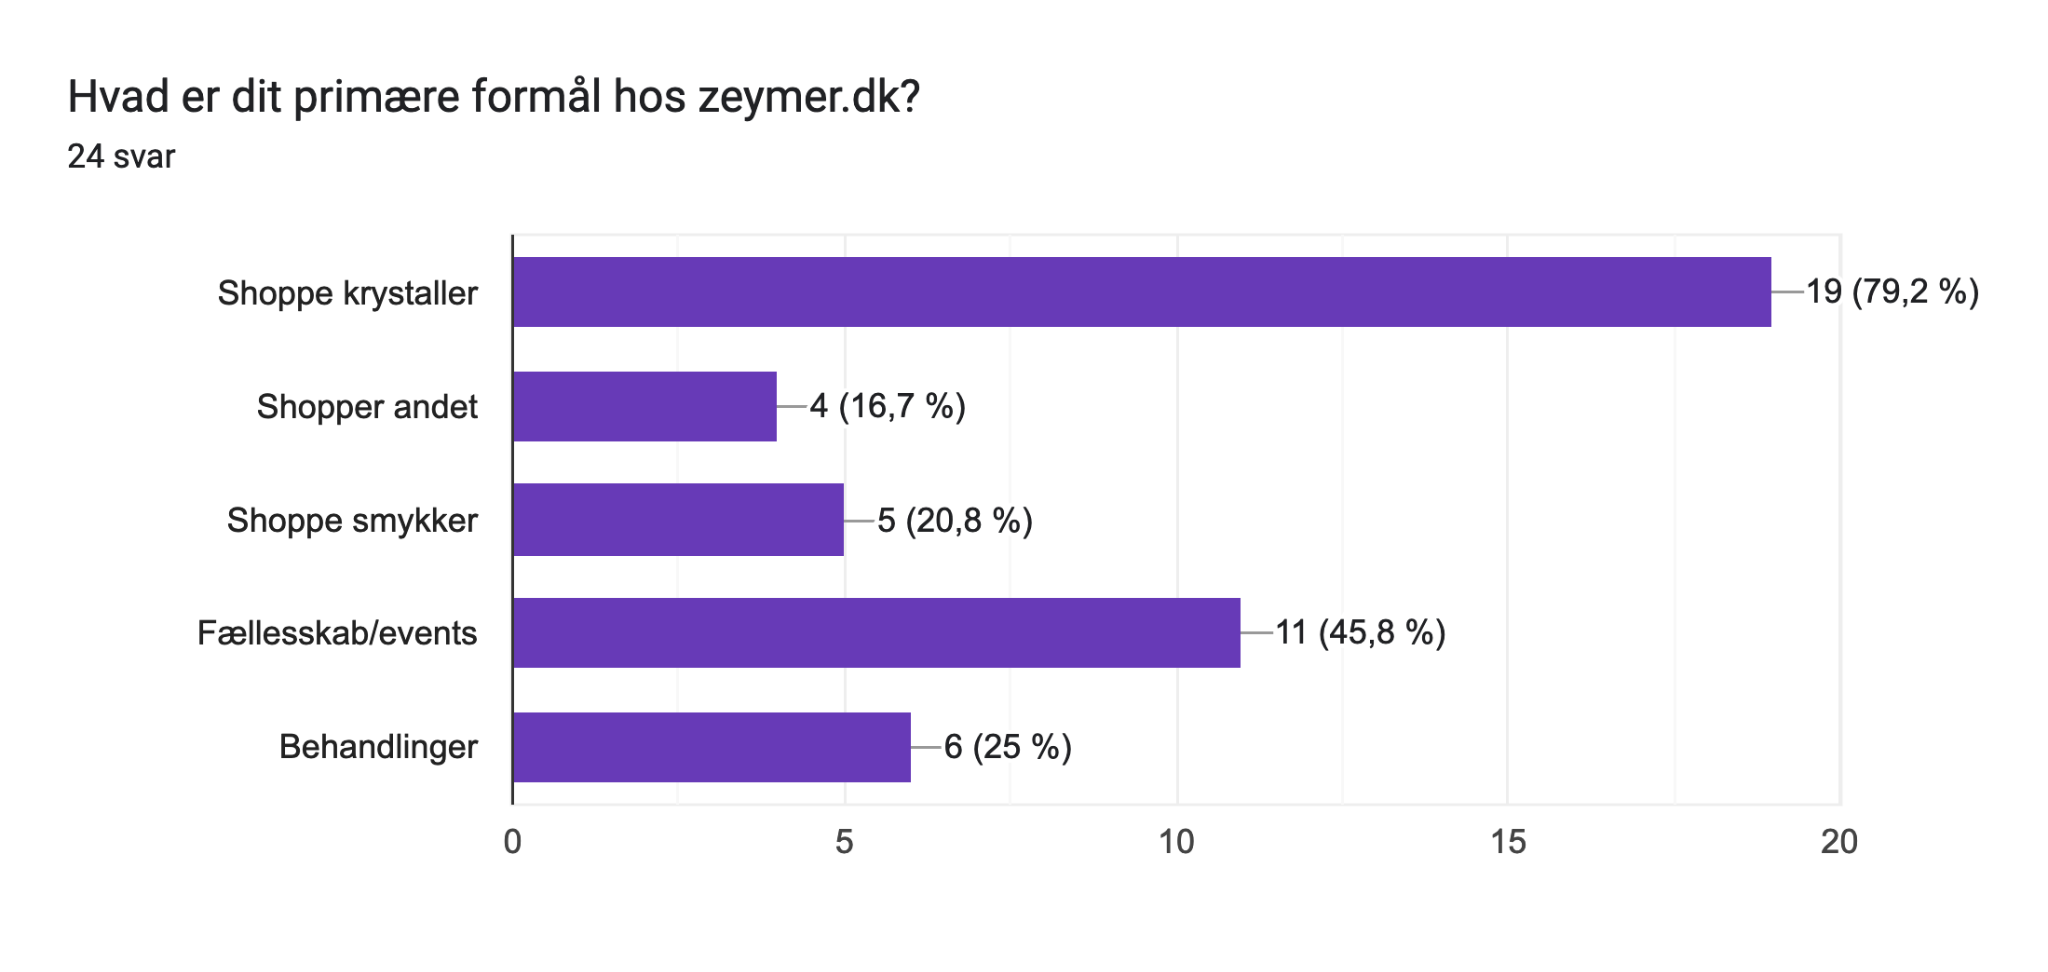 Hvad er dit primære formål hos zeymer.dk?
24 svar
Shoppe krystaller 19 (79,2 %)
Shopper andet 4 (16,7 %)
Shoppe smykker 5 (20,8 %)
Fællesskab/events 11 (45,8 %)
Behandlinger 6 (25 %)
0 5 10 15 20